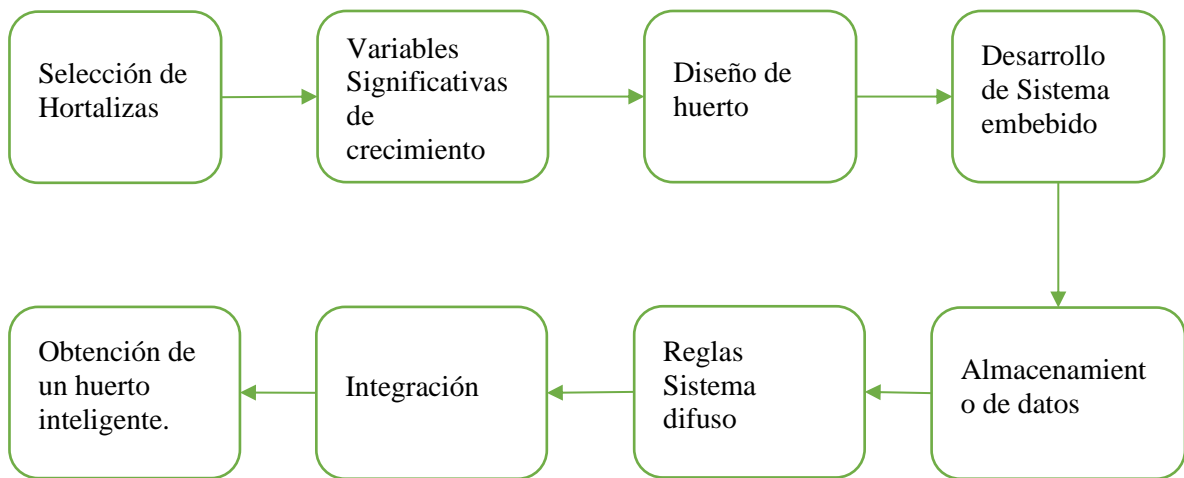 Selección de
Hortalizas
Variables
Significativas
de
crecimiento
Diseño de
huerto
Desarrollo
de Sistema
embebido
Almacenamient
o de datos
Reglas
Sistema
difuso
Integración
Obtención de
un huerto
inteligente.